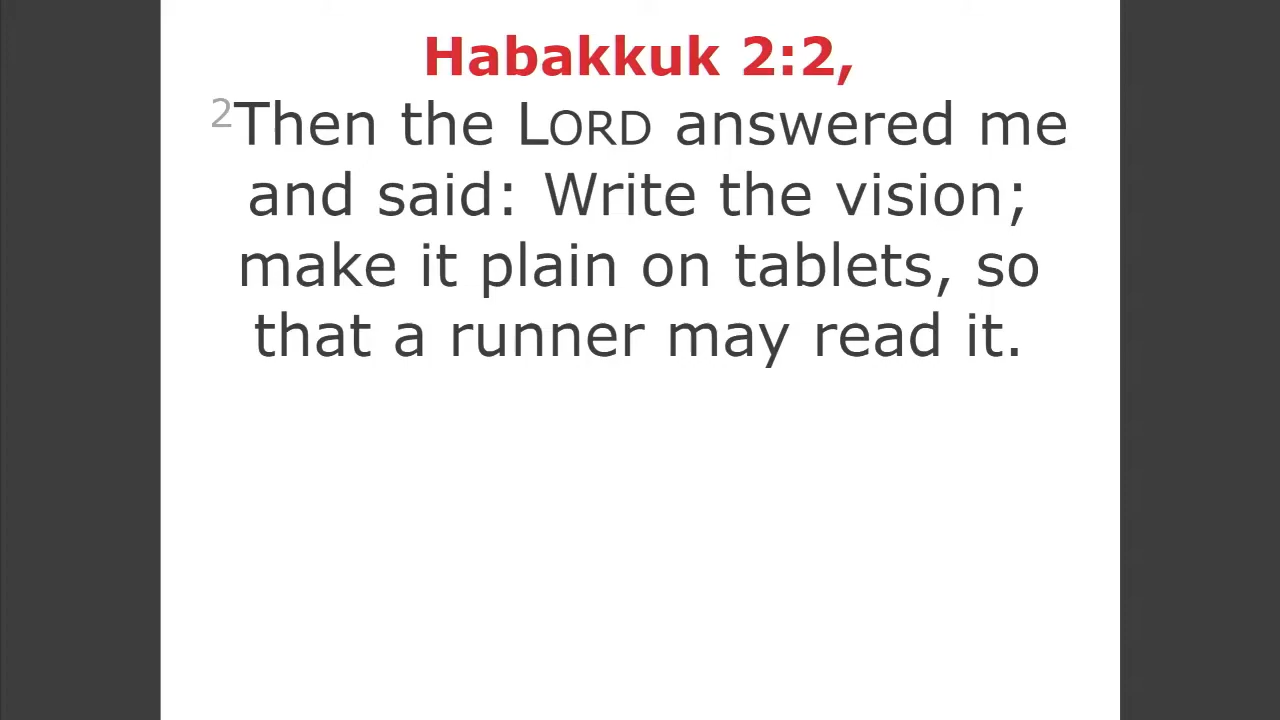 Habakkuk 2:2,
2Then the LORD answered me
and said: Write the vision;
make it plain on tablets, so
that a runner may read it.